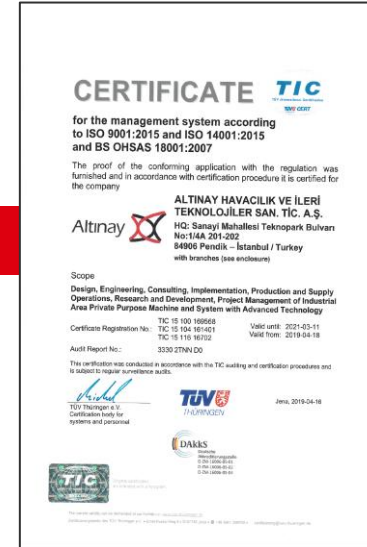 CERTIFICATE
TIC
TÜV CERT
for the management system according
to ISO 9001:2015 and ISO 14001:2015
and BS OHSAS 18001:2007
The proof of the conforming application with the regulation was
furnished and in accordance with certification procedure it is certified for
the company
Altınay
ALTINAY HAVACILIK VE İLERİ
TEKNOLOJİLER SAN. TİC. A.Ş.
HQ: Sanayi Mahallesi Teknopark Bulvarı
No:1/4A 201-202
84906 Pendik – İstanbul / Turkey
with branches (see enclosure)
Scope
Design, Engineering, Consulting, Implementation, Production and Supply
Operations, Research and Development, Project Management of Industrial
Area Private Purpose Machine and System with Advanced Technology
Certificate Registration No.:
TIC 15 100 169568
TIC 15 104 161401
TIC 15 116 16702
Valid until: 2021-03-11
Valid from: 2019-04-18
Audit Report No.: 3330 2TNN D0
This certification was conducted in accordance with the TIC auditing and certification procedures and
is subject to regular surveillance audits.
TÜV Thüringen e.V.
Certification body for
systems and personnel
TÜV
THÜRINGEN
Jena, 2019-04-18
DAkkS
Deutsche
Akkreditierungsstelle
TIC